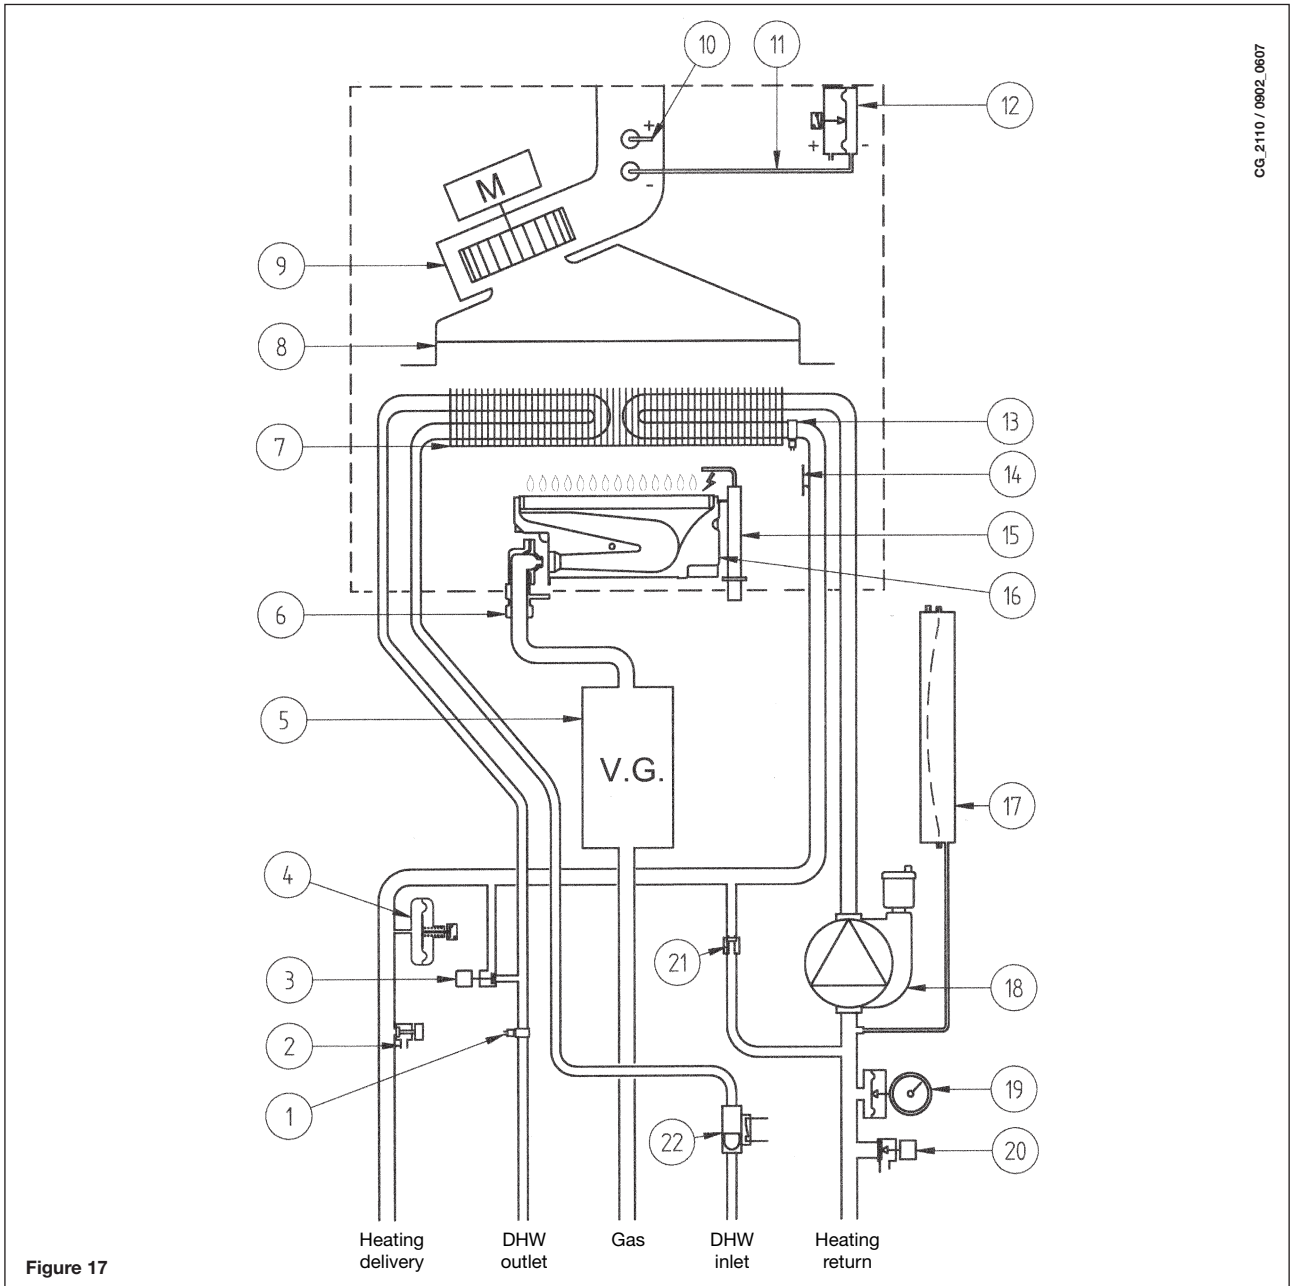 10
11
12
CG_2110 / 0902_0607
+
-
+
-
M
9
8
7
13
14
15
16
6
5
V.G.
17
4
3
21
18
2
1
19
22
20
Heating
delivery
DHW
outlet
Gas
DHW
inlet
Heating
return
Figure 17